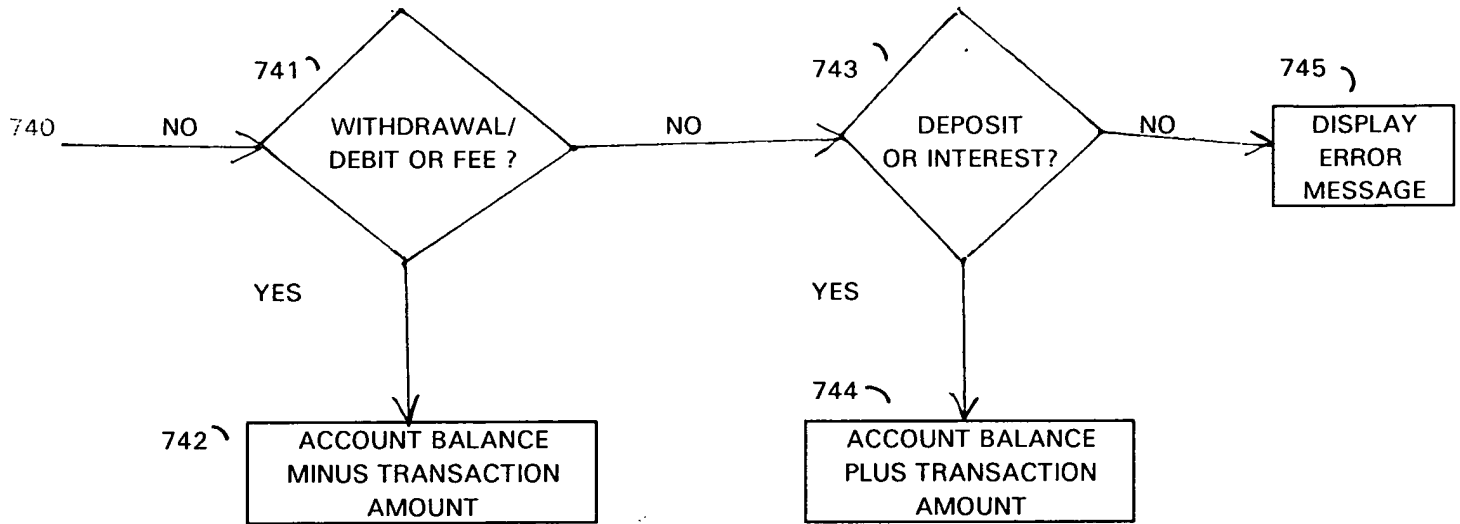 741
743
745
740
NO
WITHDRAWAL/
DEBIT OR FEE ?
NO
DEPOSIT
OR INTEREST?
NO
DISPLAY
ERROR
MESSAGE
YES
YES
742
ACCOUNT BALANCE
MINUS TRANSACTION
AMOUNT
744
ACCOUNT BALANCE
PLUS TRANSACTION
AMOUNT